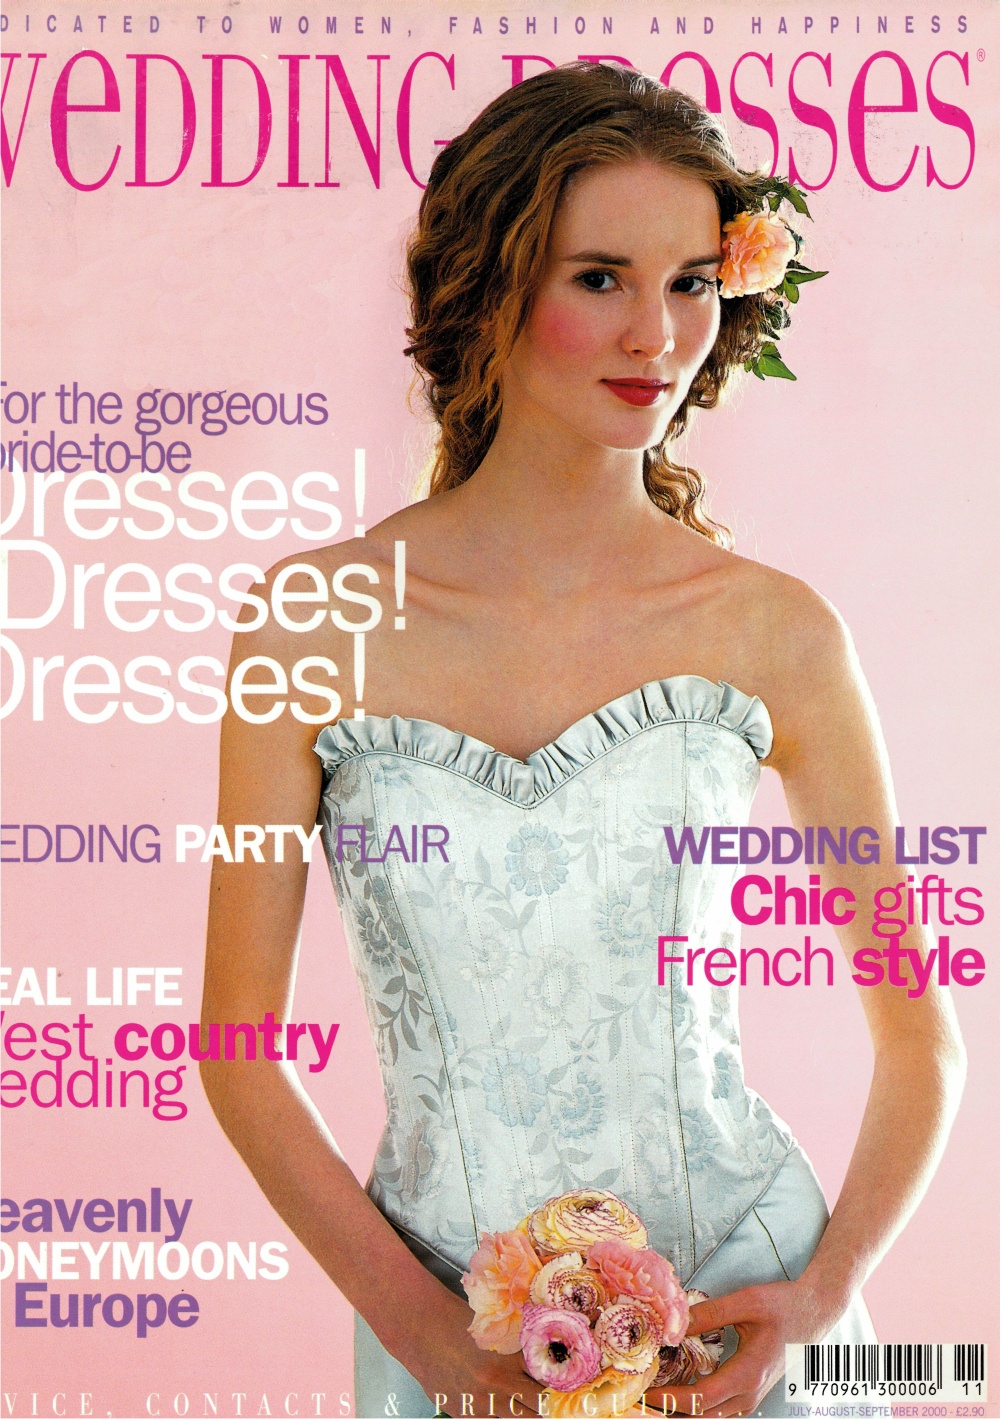 DICATED TO WOMEN, FASHION AND HAPPINESS
WEDDING DRESSES®
For the gorgeous
bride-to-be
Dresses!
Dresses!
Dresses!
EDDING PARTY FLAIR
WEDDING LIST
Chic gifts
French style
EAL LIFE
West country
edding
eavenly
ONEYMOONS
Europe
VICE, CONTACTS & PRICE GUIDE...
9 770961 300006 11
JULY-AUGUST-SEPTEMBER 2000 - £2.90